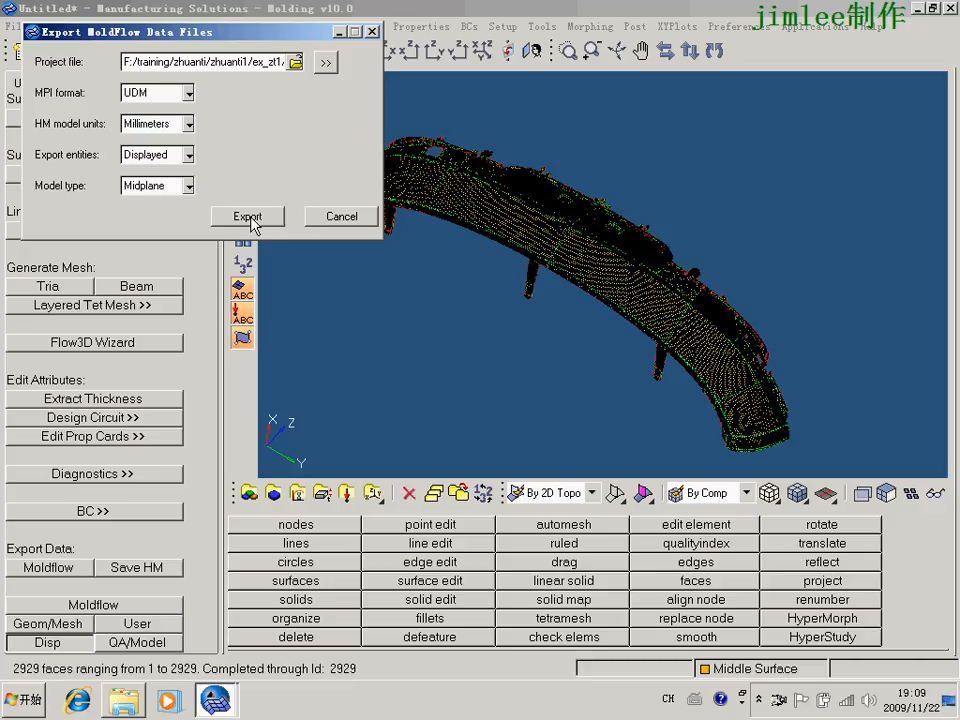 Untitled* - Manufacturing Solutions - Molding v10.0
jimlee制作
Properties BCs Setup Tools Morphing Post XYPlots Preferences Applications Help
Export MoldFlow Data Files
Project file: F:/training/zhuanti/zhuanti1/ex_zt1/ >>
MPI format: UDM
HM model units: Millimeters
Export entities: Displayed
Model type: Midplane
Export Cancel
Generate Mesh:
Tria Beam
Layered Tet Mesh >>
Flow3D Wizard
Edit Attributes:
Extract Thickness
Design Circuit >>
Edit Prop Cards >>
Diagnostics >>
BC >>
Export Data:
Moldflow Save HM
Moldflow
Geom/Mesh User
Disp QA/Model
123
ABC
ABC
X
Z
Y
By 2D Topo By Comp
nodes point edit automesh edit element rotate
lines line edit ruled qualityindex translate
circles edge edit drag edges reflect
surfaces surface edit linear solid faces project
solids solid edit solid map align node renumber
organize fillets tetramesh replace node HyperMorph
delete defeature check elems smooth HyperStudy
2929 faces ranging from 1 to 2929. Completed through Id: 2929
Middle Surface
开始
CH
19:09
2009/11/22